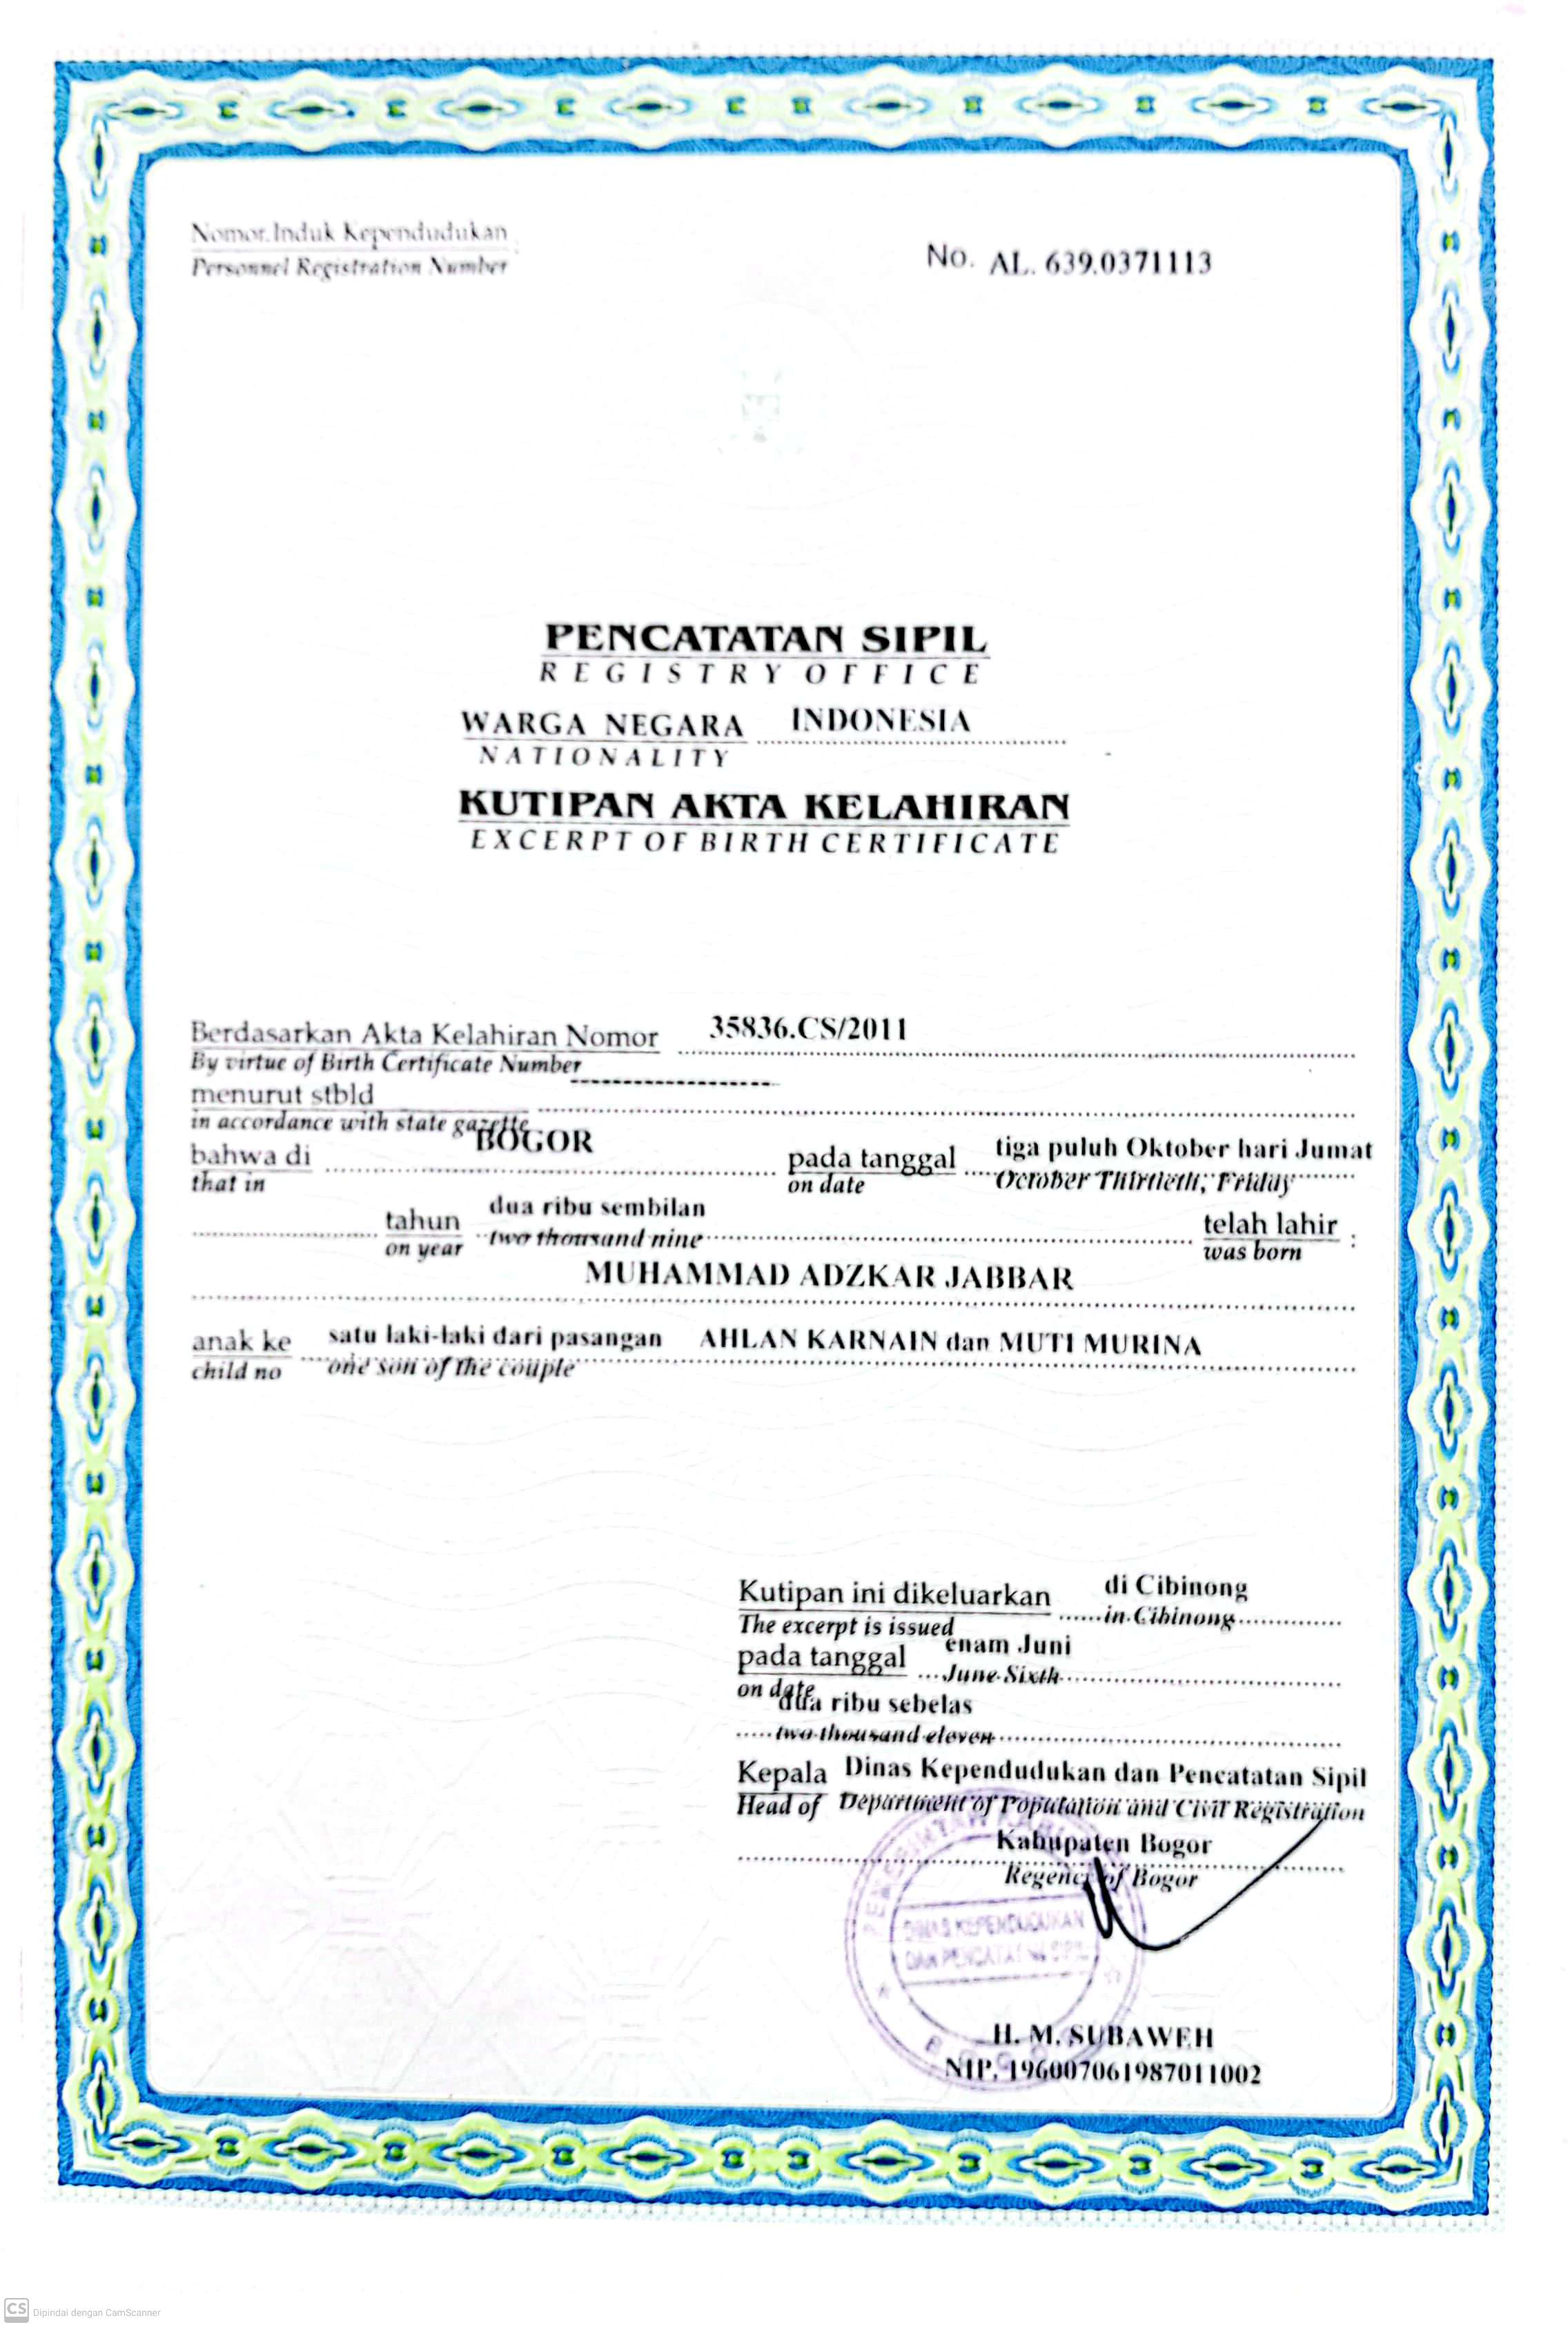 Nomor Induk Kependudukan
Personnel Registration Number
No. AL. 639.0371113
PENCATATAN SIPIL
REGISTRY OFFICE
WARGA NEGARA INDONESIA
NATIONALITY
KUTIPAN AKTA KELAHIRAN
EXCERPT OF BIRTH CERTIFICATE
Berdasarkan Akta Kelahiran Nomor 35836.CS/2011
By virtue of Birth Certificate Number
menurut stbld
in accordance with state gazette
bahwa di BOGOR pada tanggal tiga puluh Oktober hari Jumat
that in on date October Thirtieth, Friday
tahun dua ribu sembilan telah lahir :
on year two thousand nine was born
MUHAMMAD ADZKAR JABBAR
anak ke satu laki-laki dari pasangan AHLAN KARNAIN dan MUTI MURINA
child no one son of the couple
Kutipan ini dikeluarkan di Cibinong
The excerpt is issued in Cibinong
pada tanggal enam Juni
on date June Sixth
dua ribu sebelas
two thousand eleven
Kepala Dinas Kependudukan dan Pencatatan Sipil
Head of Department of Population and Civil Registration
Kabupaten Bogor
Regency of Bogor
DINAS KEPENDUDUKAN
DAN PENCATATAN SIPIL
H. M. SUBAWEH
NIP. 196007061987011002
CS Dipindai dengan CamScanner